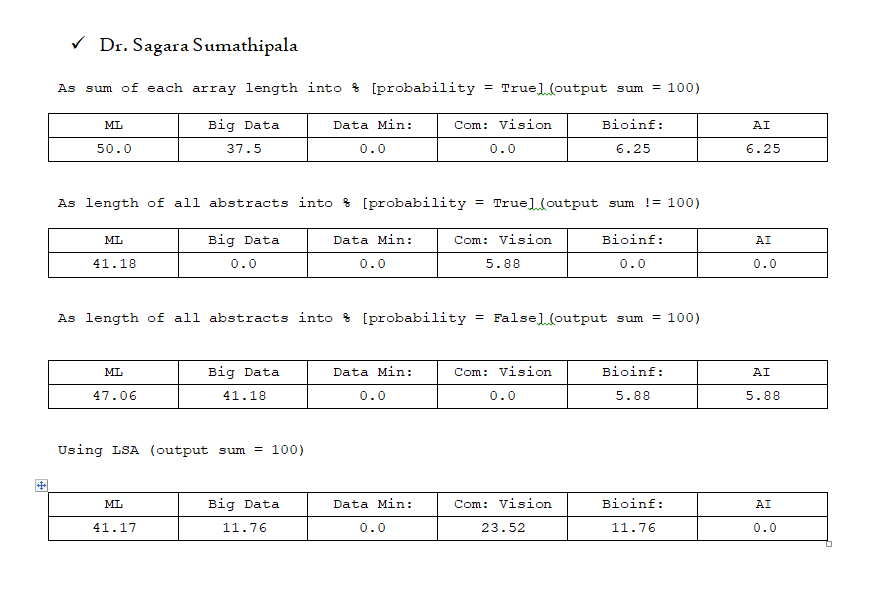 ✓ Dr. Sagara Sumathipala
As sum of each array length into % [probability = True](output sum = 100)
ML Big Data Data Min: Com: Vision Bioinf: AI
50.0 37.5 0.0 0.0 6.25 6.25
As length of all abstracts into % [probability = True](output sum != 100)
ML Big Data Data Min: Com: Vision Bioinf: AI
41.18 0.0 0.0 5.88 0.0 0.0
As length of all abstracts into % [probability = False](output sum = 100)
ML Big Data Data Min: Com: Vision Bioinf: AI
47.06 41.18 0.0 0.0 5.88 5.88
Using LSA (output sum = 100)
ML Big Data Data Min: Com: Vision Bioinf: AI
41.17 11.76 0.0 23.52 11.76 0.0